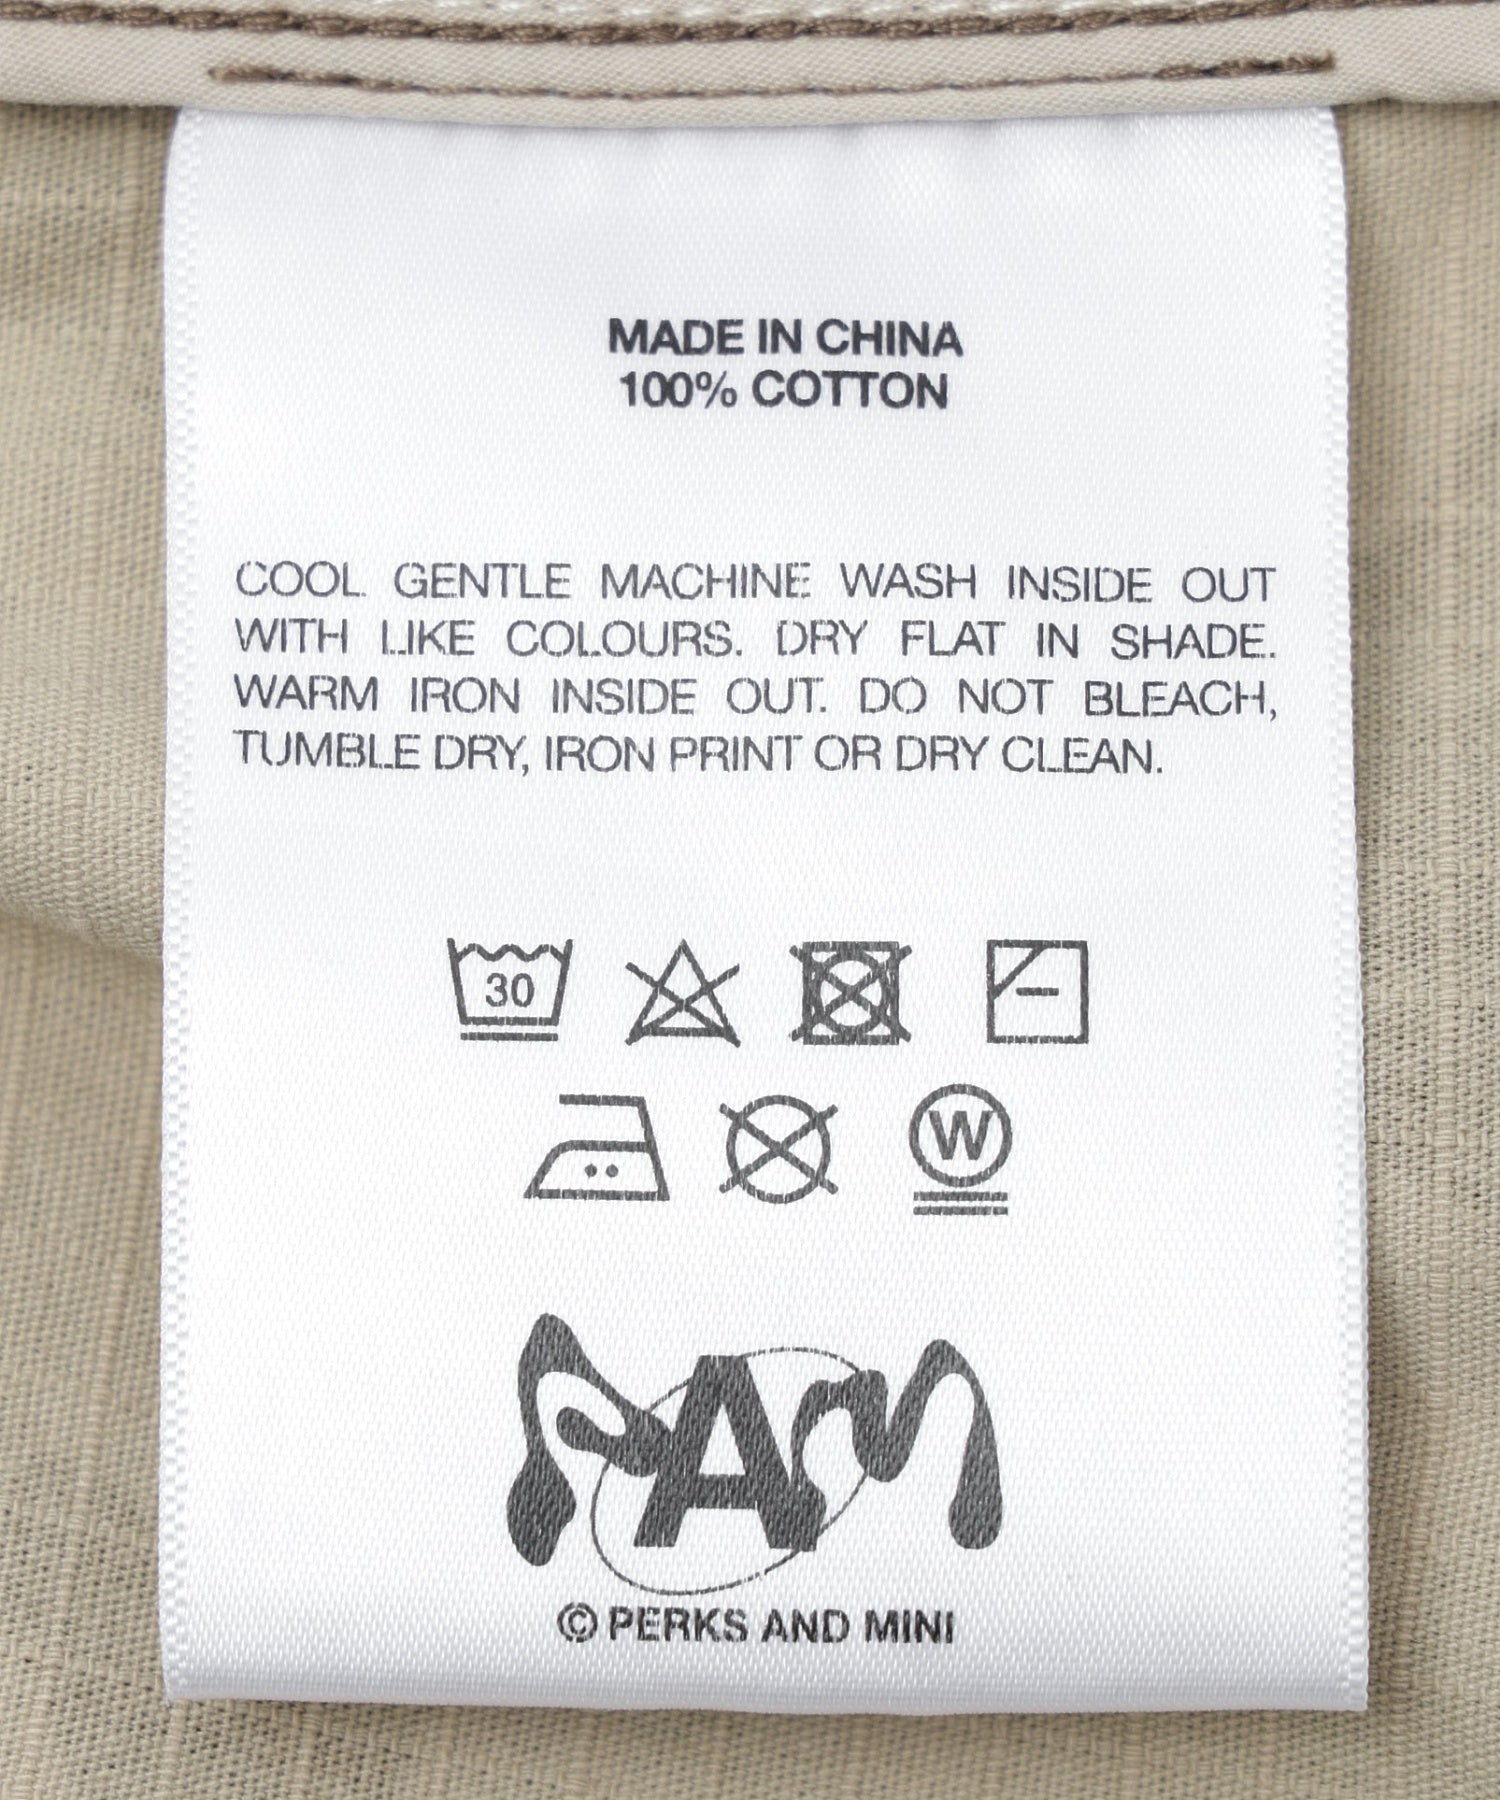 MADE IN CHINA
100% COTTON
COOL GENTLE MACHINE WASH INSIDE OUT
WITH LIKE COLOURS. DRY FLAT IN SHADE.
WARM IRON INSIDE OUT. DO NOT BLEACH,
TUMBLE DRY, IRON PRINT OR DRY CLEAN.
30
W
PAM
© PERKS AND MINI